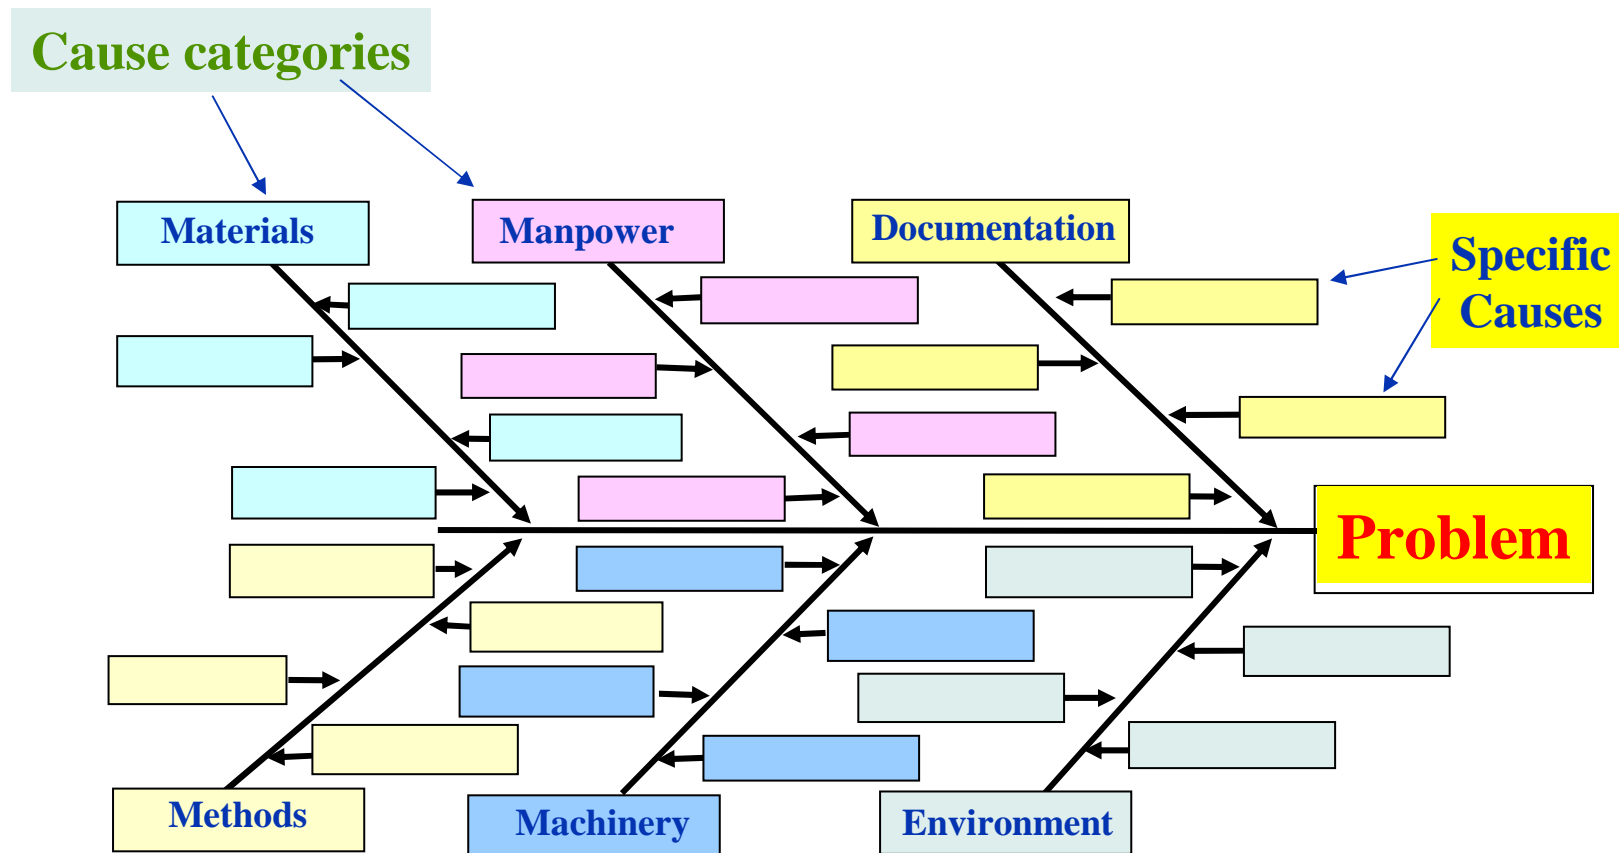 Cause categories
Materials
Manpower
Documentation
Specific
Causes
Problem
Methods
Machinery
Environment